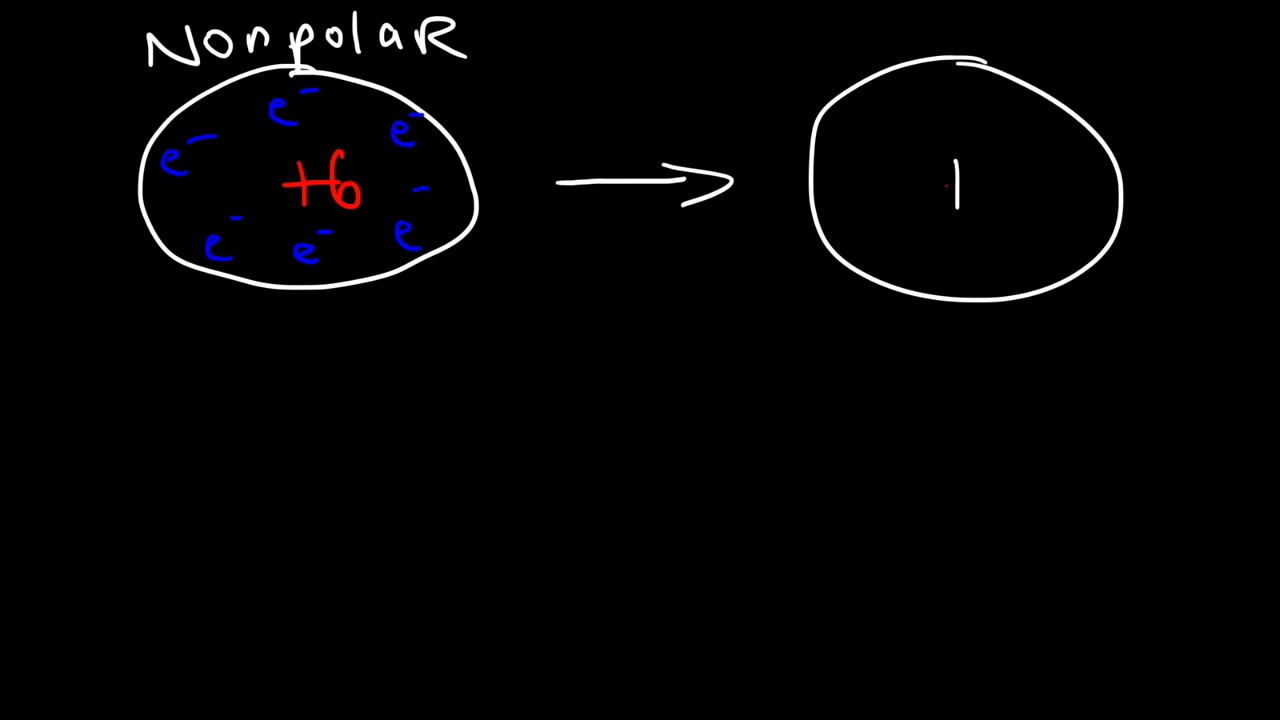 NonpolaR
e⁻ e⁻
e⁻ +6
e⁻ e⁻ e⁻
|